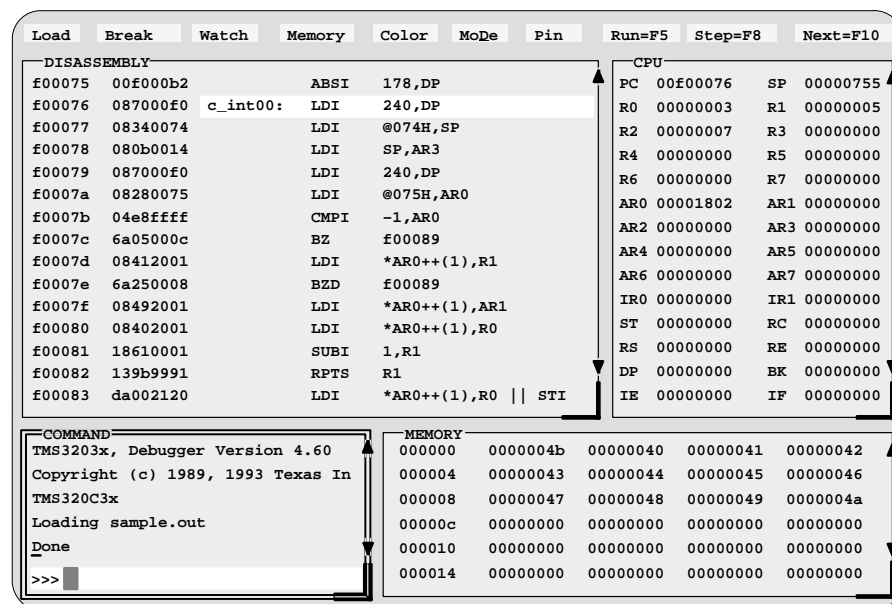 Load Break Watch Memory Color MoDe Pin Run=F5 Step=F8 Next=F10
DISASSEMBLY
f00075 00f000b2 ABSI 178,DP
f00076 087000f0 c_int00: LDI 240,DP
f00077 08340074 LDI @074H,SP
f00078 080b0014 LDI SP,AR3
f00079 087000f0 LDI 240,DP
f0007a 08280075 LDI @075H,AR0
f0007b 04e8ffff CMPI –1,AR0
f0007c 6a05000c BZ f00089
f0007d 08412001 LDI *AR0++(1),R1
f0007e 6a250008 BZD f00089
f0007f 08492001 LDI *AR0++(1),AR1
f00080 08402001 LDI *AR0++(1),R0
f00081 18610001 SUBI 1,R1
f00082 139b9991 RPTS R1
f00083 da002120 LDI *AR0++(1),R0 || STI
CPU
PC 00f00076 SP 00000755
R0 00000003 R1 00000005
R2 00000007 R3 00000000
R4 00000000 R5 00000000
R6 00000000 R7 00000000
AR0 00001802 AR1 00000000
AR2 00000000 AR3 00000000
AR4 00000000 AR5 00000000
AR6 00000000 AR7 00000000
IR0 00000000 IR1 00000000
ST 00000000 RC 00000000
RS 00000000 RE 00000000
DP 00000000 BK 00000000
IE 00000000 IF 00000000
COMMAND
TMS3203x, Debugger Version 4.60
Copyright (c) 1989, 1993 Texas In
TMS320C3x
Loading sample.out
Done
>>>
MEMORY
000000 0000004b 00000040 00000041 00000042
000004 00000043 00000044 00000045 00000046
000008 00000047 00000048 00000049 0000004a
00000c 00000000 00000000 00000000 00000000
000010 00000000 00000000 00000000 00000000
000014 00000000 00000000 00000000 00000000